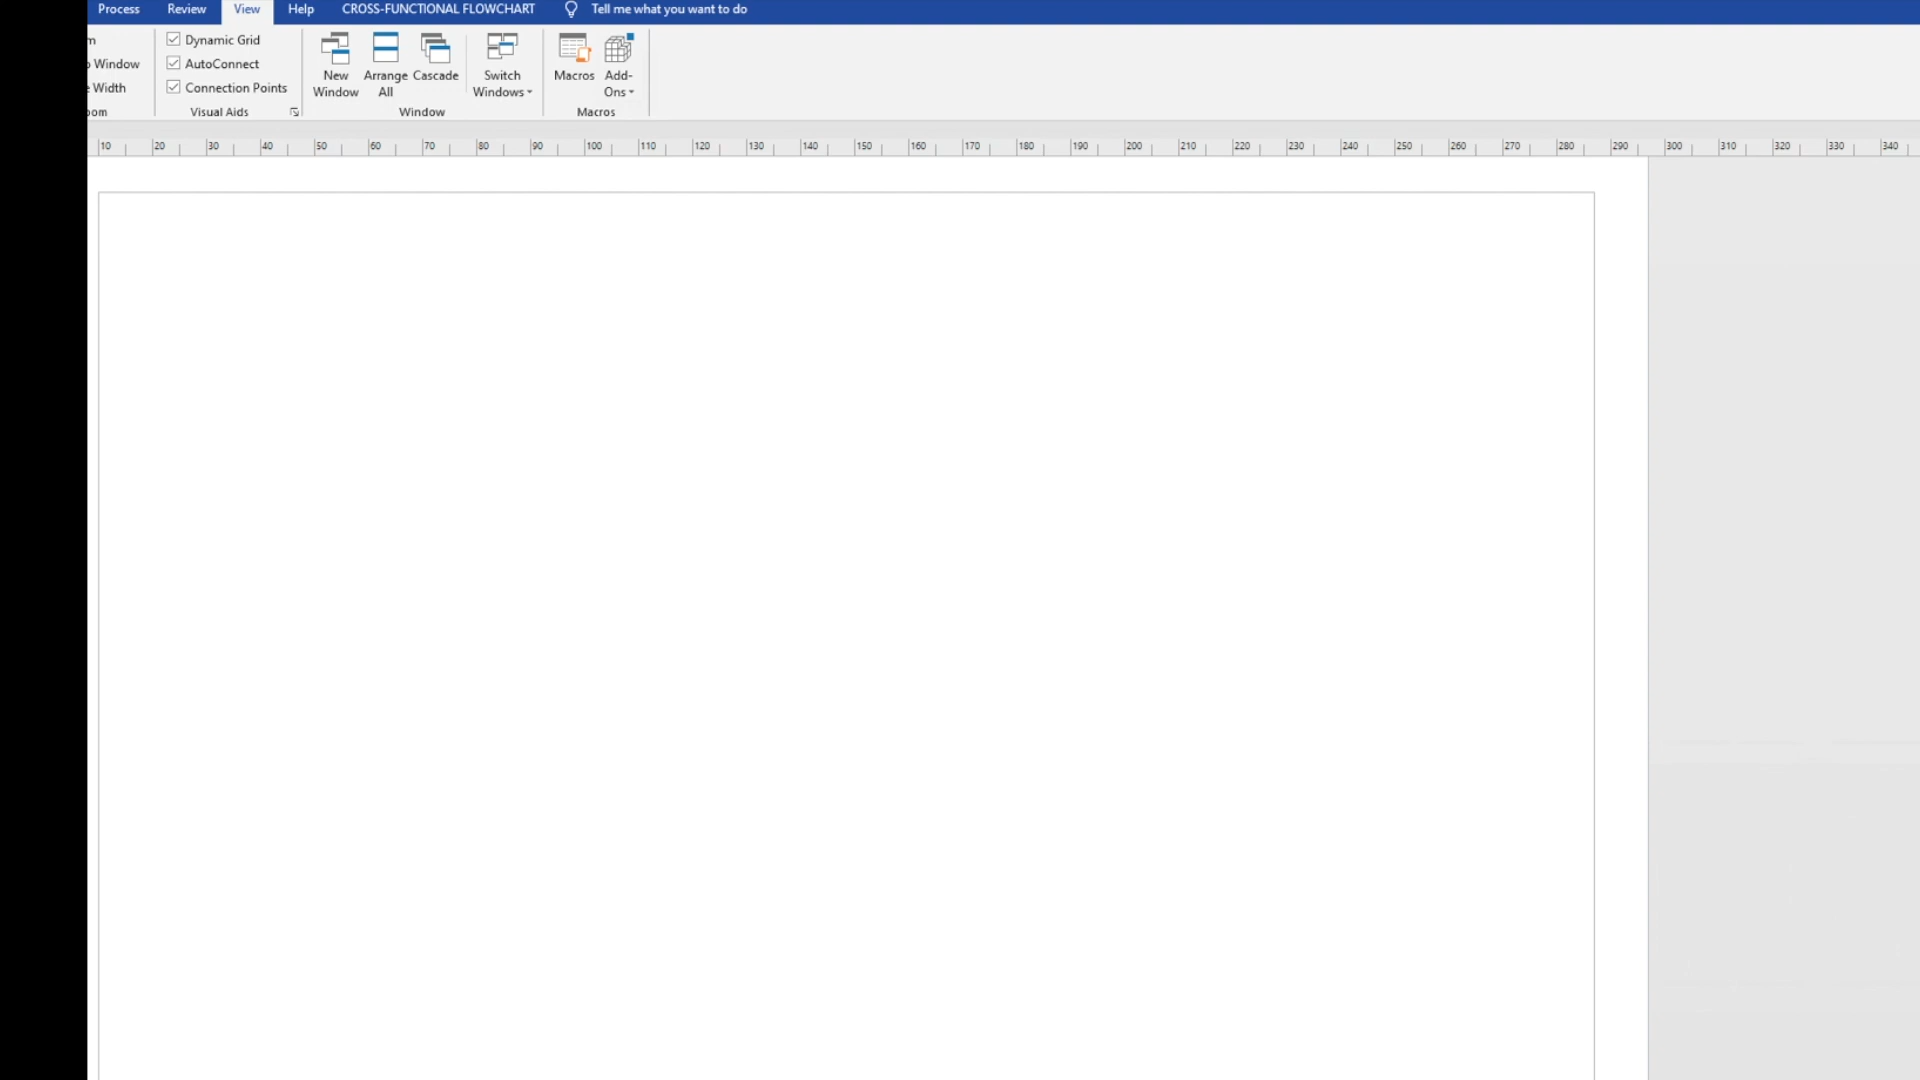 Process Review View Help CROSS-FUNCTIONAL FLOWCHART Tell me what you want to do
m
Window
Width
oom
Dynamic Grid
AutoConnect
Connection Points
Visual Aids
New Window
Arrange All
Cascade
Switch Windows
Window
Macros
Add-Ons
Macros
10 20 30 40 50 60 70 80 90 100 110 120 130 140 150 160 170 180 190 200 210 220 230 240 250 260 270 280 290 300 310 320 330 340